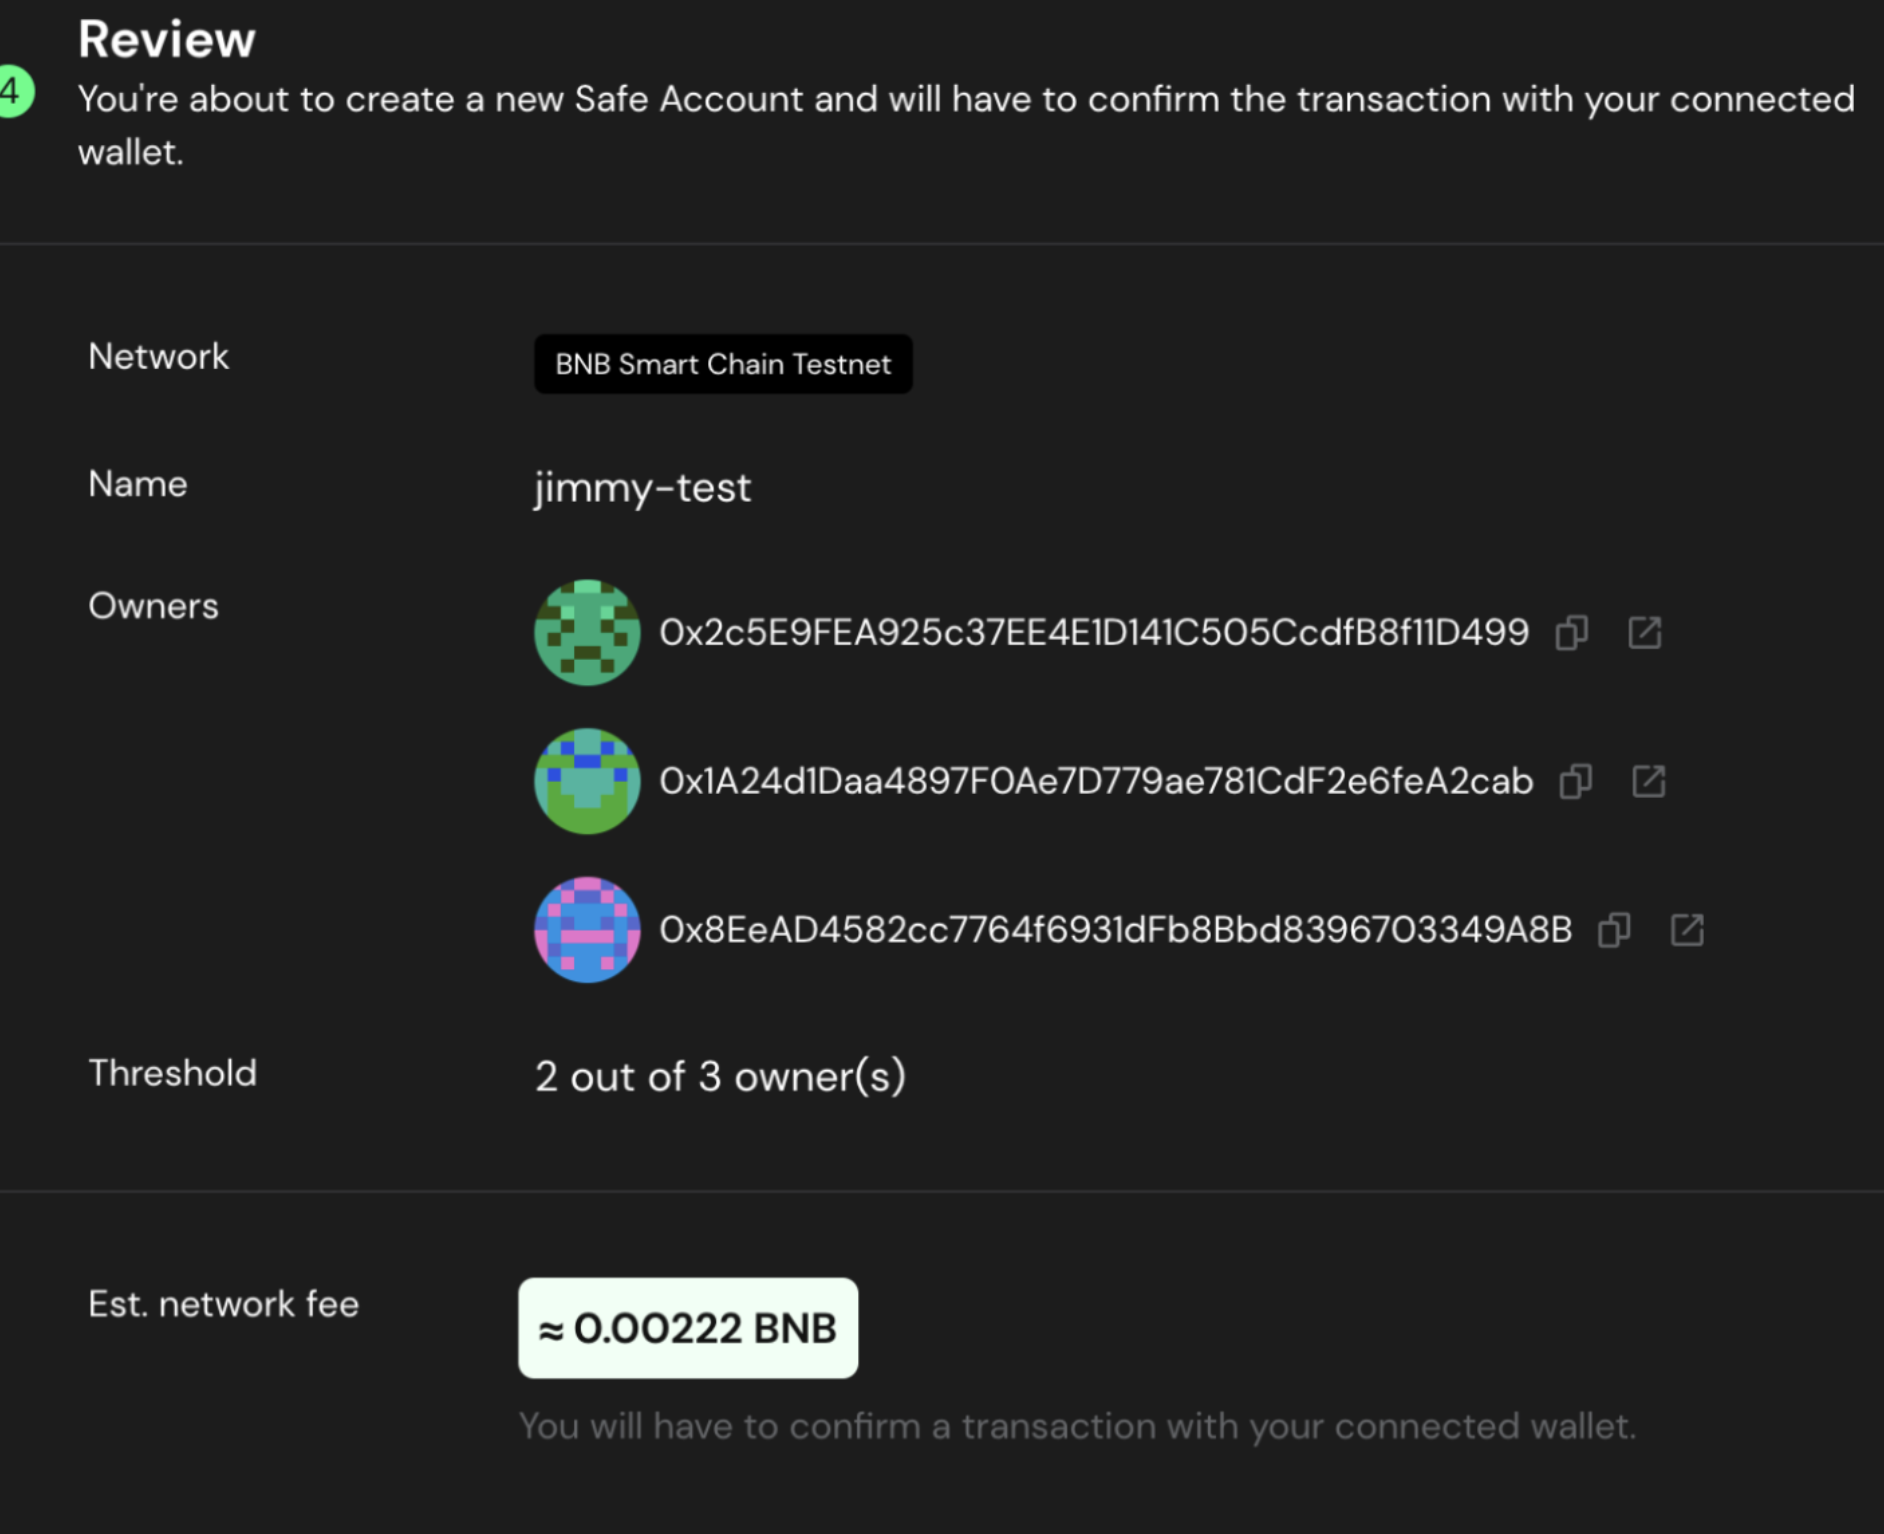 Review
4
You're about to create a new Safe Account and will have to confirm the transaction with your connected
wallet.
Network
BNB Smart Chain Testnet
Name
jimmy-test
Owners
0x2c5E9FEA925c37EE4E1D141C505CcdfB8f11D499
0x1A24d1Daa4897F0Ae7D779ae781CdF2e6feA2cab
0x8EeAD4582cc7764f6931dFb8Bbd8396703349A8B
Threshold
2 out of 3 owner(s)
Est. network fee
≈ 0.00222 BNB
You will have to confirm a transaction with your connected wallet.